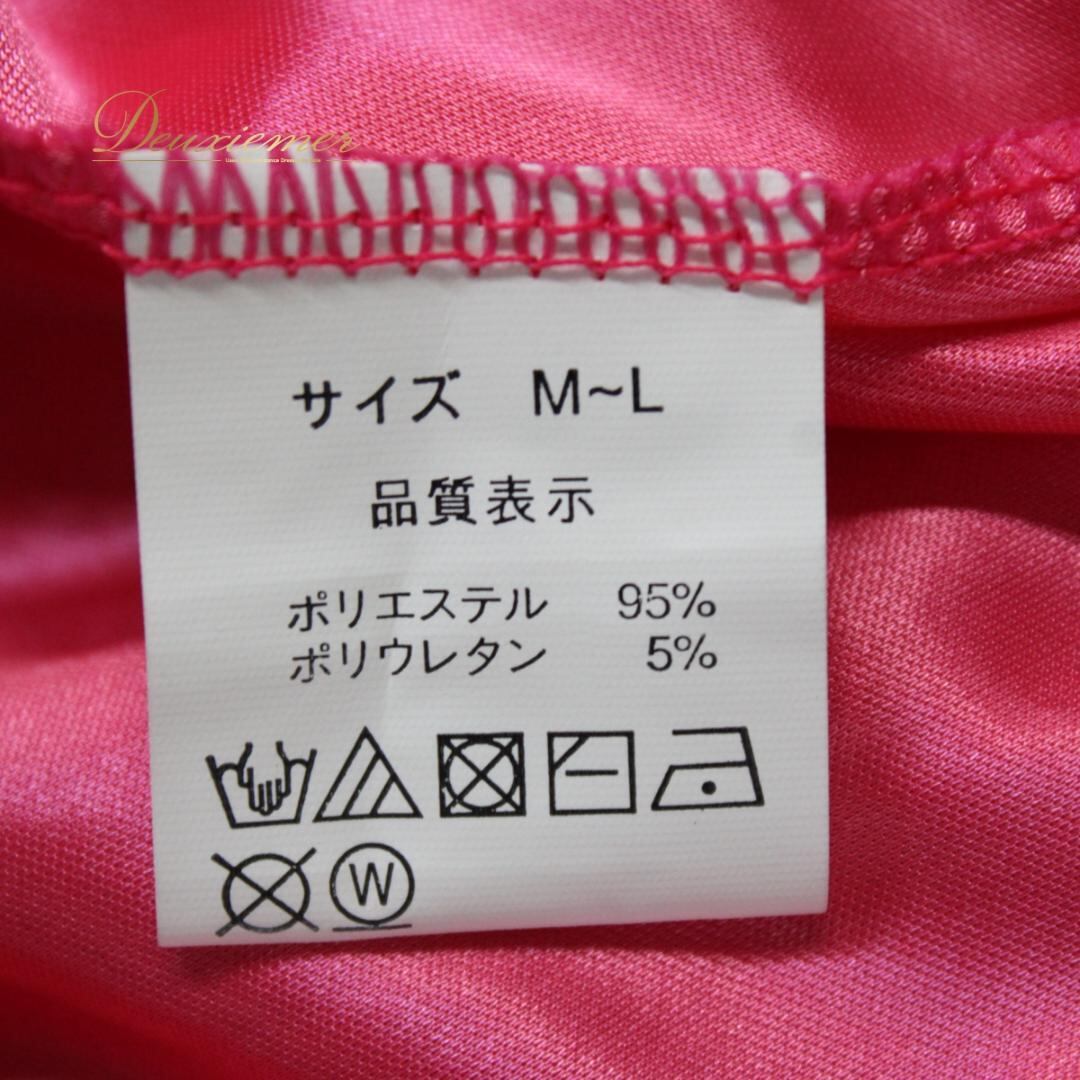 Deuxiemer
サイズ M~L
品質表示
ポリエステル 95%
ポリウレタン 5%
W